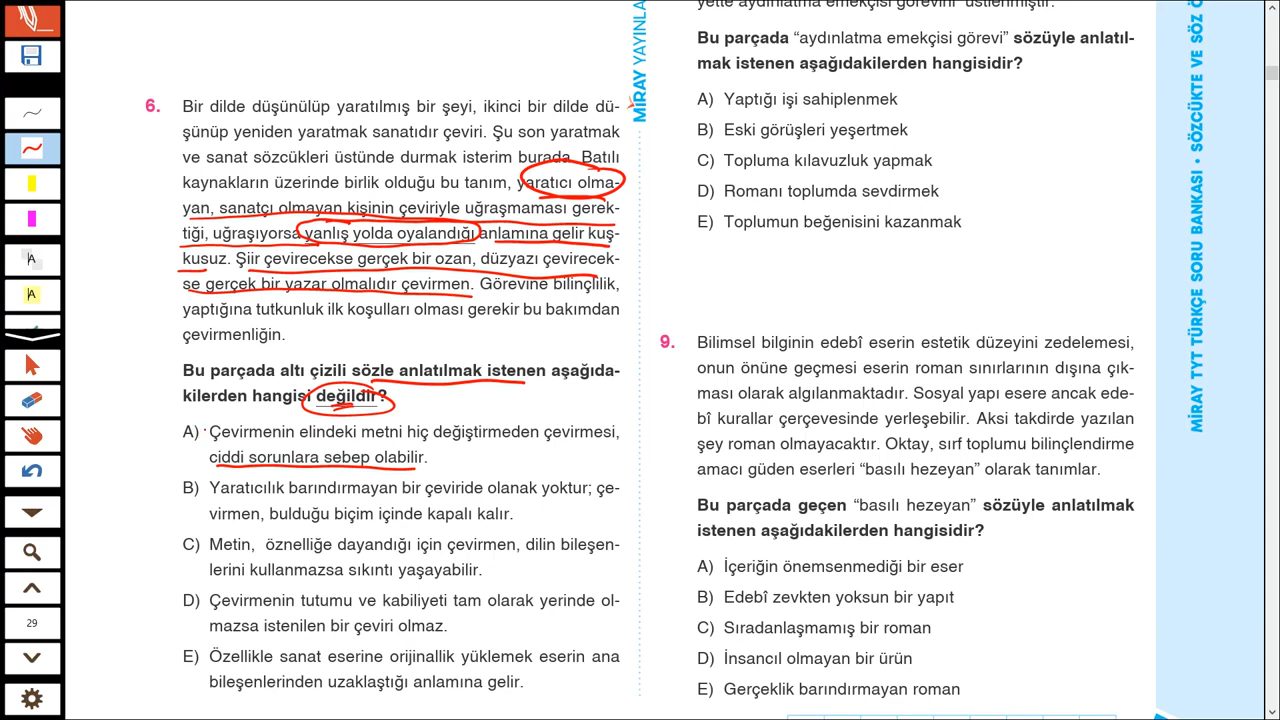 6. Bir dilde düşünülüp yaratılmış bir şeyi, ikinci bir dilde dü-
şünüp yeniden yaratmak sanatıdır çeviri. Şu son yaratmak
ve sanat sözcükleri üstünde durmak isterim burada. Batılı
kaynakların üzerinde birlik olduğu bu tanım, yaratıcı olma-
yan, sanatçı olmayan kişinin çeviriyle uğraşmaması gerek-
tiği, uğraşıyorsa yanlış yolda oyalandığı anlamına gelir kuş-
kusuz. Şiir çevirecekse gerçek bir ozan, düzyazı çevirecek-
se gerçek bir yazar olmalıdır çevirmen. Görevine bilinçlilik,
yaptığına tutkunluk ilk koşulları olması gerekir bu bakımdan
çevirmenliğin.
Bu parçada altı çizili sözle anlatılmak istenen aşağıda-
kilerden hangisi değildir?
A) Çevirmenin elindeki metni hiç değiştirmeden çevirmesi,
ciddi sorunlara sebep olabilir.
B) Yaratıcılık barındırmayan bir çeviride olanak yoktur; çe-
virmen, bulduğu biçim içinde kapalı kalır.
C) Metin, öznelliğe dayandığı için çevirmen, dilin bileşen-
lerini kullanmazsa sıkıntı yaşayabilir.
D) Çevirmenin tutumu ve kabiliyeti tam olarak yerinde ol-
mazsa istenilen bir çeviri olmaz.
E) Özellikle sanat eserine orijinallik yüklemek eserin ana
bileşenlerinden uzaklaştığı anlamına gelir.
MİRAY YAYINLA
yette aydınlatma emekçisi görevini üstlenmiştir.
Bu parçada “aydınlatma emekçisi görevi” sözüyle anlatıl-
mak istenen aşağıdakilerden hangisidir?
A) Yaptığı işi sahiplenmek
B) Eski görüşleri yeşertmek
C) Topluma kılavuzluk yapmak
D) Romanı toplumda sevdirmek
E) Toplumun beğenisini kazanmak
9. Bilimsel bilginin edebî eserin estetik düzeyini zedelemesi,
onun önüne geçmesi eserin roman sınırlarının dışına çık-
ması olarak algılanmaktadır. Sosyal yapı esere ancak ede-
bî kurallar çerçevesinde yerleşebilir. Aksi takdirde yazılan
şey roman olmayacaktır. Oktay, sırf toplumu bilinçlendirme
amacı güden eserleri “basılı hezeyan” olarak tanımlar.
Bu parçada geçen “basılı hezeyan” sözüyle anlatılmak
istenen aşağıdakilerden hangisidir?
A) İçeriğin önemsenmediği bir eser
B) Edebî zevkten yoksun bir yapıt
C) Sıradanlaşmamış bir roman
D) İnsancıl olmayan bir ürün
E) Gerçeklik barındırmayan roman
MİRAY TYT TÜRKÇE SORU BANKASI • SÖZCÜKTE VE SÖZ Ö
A
A
29